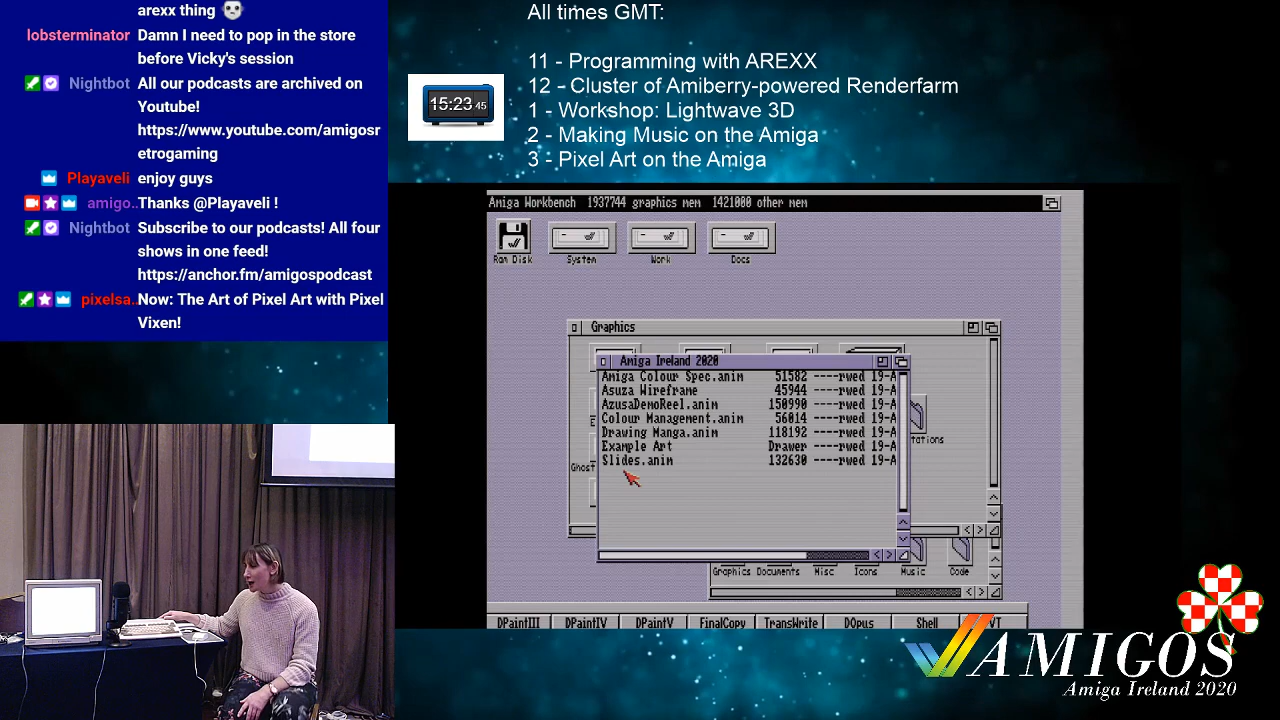 arexx thing
lobsterminator Damn I need to pop in the store
before Vicky's session
Nightbot All our podcasts are archived on
Youtube!
https://www.youtube.com/amigosr
etrogaming
Playaveli enjoy guys
amigo.. Thanks @Playaveli !
Nightbot Subscribe to our podcasts! All four
shows in one feed!
https://anchor.fm/amigospodcast
pixelsa.. Now: The Art of Pixel Art with Pixel
Vixen!
All times GMT:
11 - Programming with AREXX
12 - Cluster of Amiberry-powered Renderfarm
1 - Workshop: Lightwave 3D
2 - Making Music on the Amiga
3 - Pixel Art on the Amiga
15:23 45
Amiga Workbench 1937744 graphics mem 1421000 other mem
Ram Disk System Work Docs
Graphics
Amiga Ireland 2020
Amiga Colour Spec.anim 51582 ----rwed 19-A
Asuza Wireframe 45944 ----rwed 19-A
AzusaDemoReel.anim 150990 ----rwed 19-A
Colour Management.anim 56014 ----rwed 19-A
Drawing Manga.anim 118192 ----rwed 19-A
Example Art Drawer ----rwed 19-A
Slides.anim 132630 ----rwed 19-A
E
tations
Ghost
Graphics Documents Misc Icons Music Code
DPaintIII DPaintIV DPaintV FinalCopy TransWrite DOpus Shell VT
AMIGOS
Amiga Ireland 2020